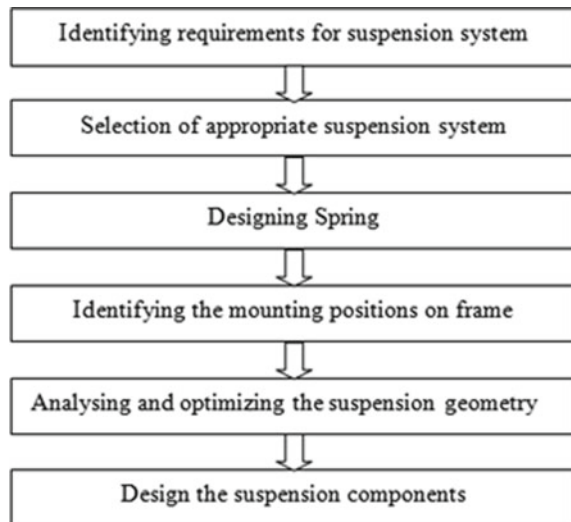 Identifying requirements for suspension system
Selection of appropriate suspension system
Designing Spring
Identifying the mounting positions on frame
Analysing and optimizing the suspension geometry
Design the suspension components